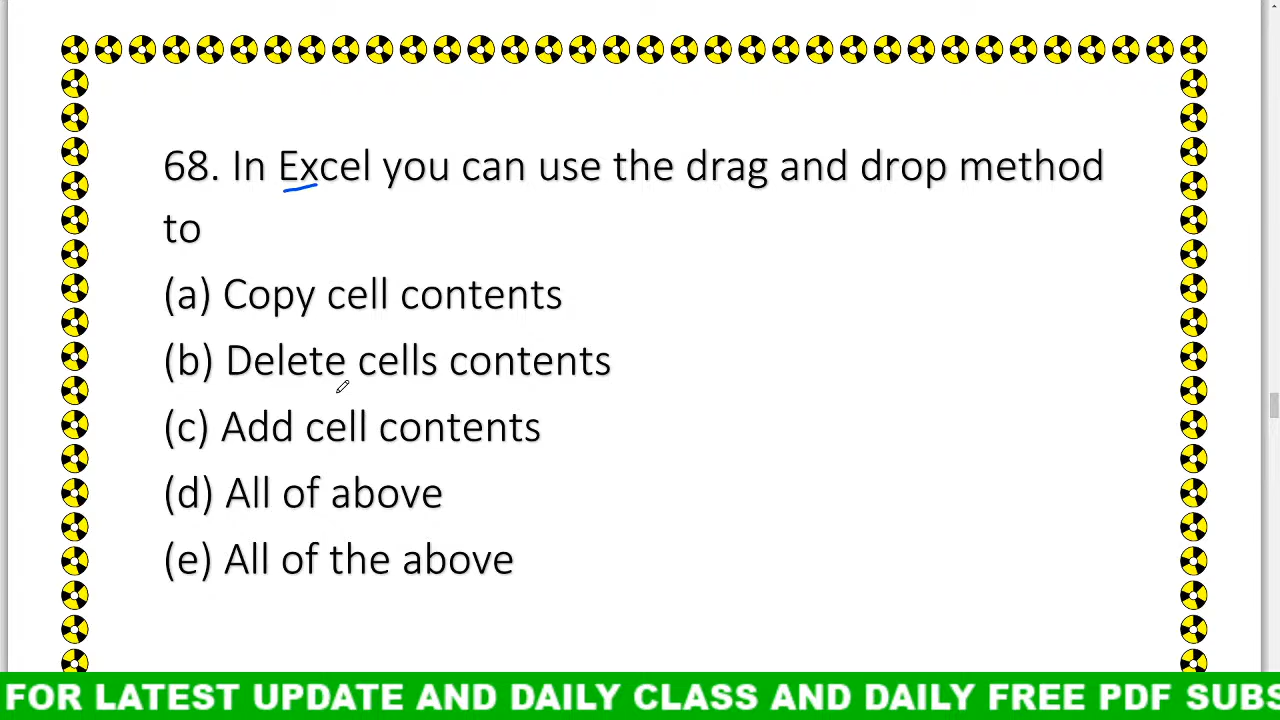 68. In Excel you can use the drag and drop method
to
(a) Copy cell contents
(b) Delete cells contents
(c) Add cell contents
(d) All of above
(e) All of the above
FOR LATEST UPDATE AND DAILY CLASS AND DAILY FREE PDF SUBS